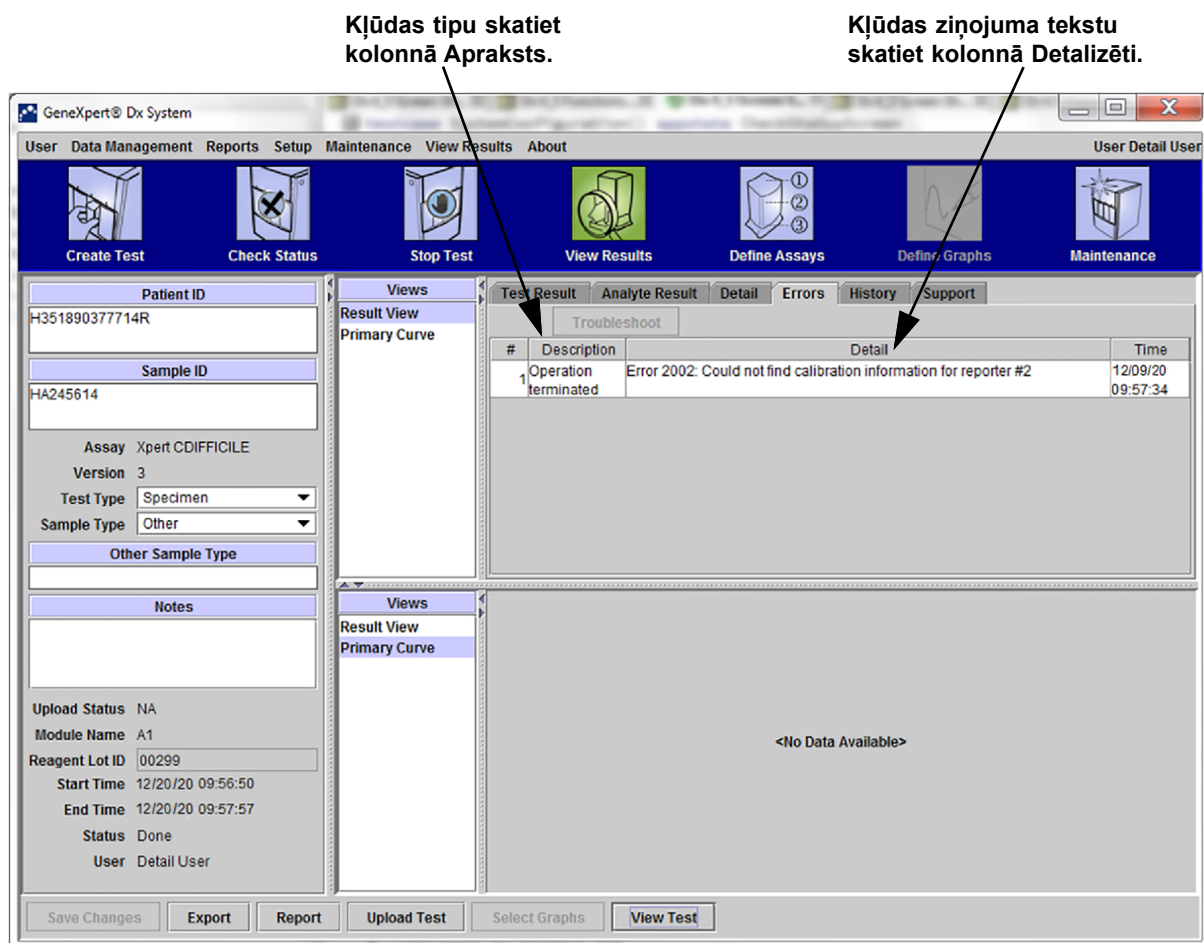 Kļūdas tipu skatiet
kolonnā Apraksts.
Kļūdas ziņojuma tekstu
skatiet kolonnā Detalizēti.
GeneXpert® Dx System
User Data Management Reports Setup Maintenance View Results About User Detail User
Create Test Check Status Stop Test View Results Define Assays Define Graphs Maintenance
Patient ID
H351890377714R
Sample ID
HA245614
Assay Xpert CDIFFICILE
Version 3
Test Type Specimen
Sample Type Other
Other Sample Type
Notes
Upload Status NA
Module Name A1
Reagent Lot ID 00299
Start Time 12/20/20 09:56:50
End Time 12/20/20 09:57:57
Status Done
User Detail User
Views
Result View
Primary Curve
Test Result Analyte Result Detail Errors History Support
Troubleshoot
# Description Detail Time
1 Operation terminated Error 2002: Could not find calibration information for reporter #2 12/09/20 09:57:34
Views
Result View
Primary Curve
<No Data Available>
Save Changes Export Report Upload Test Select Graphs View Test